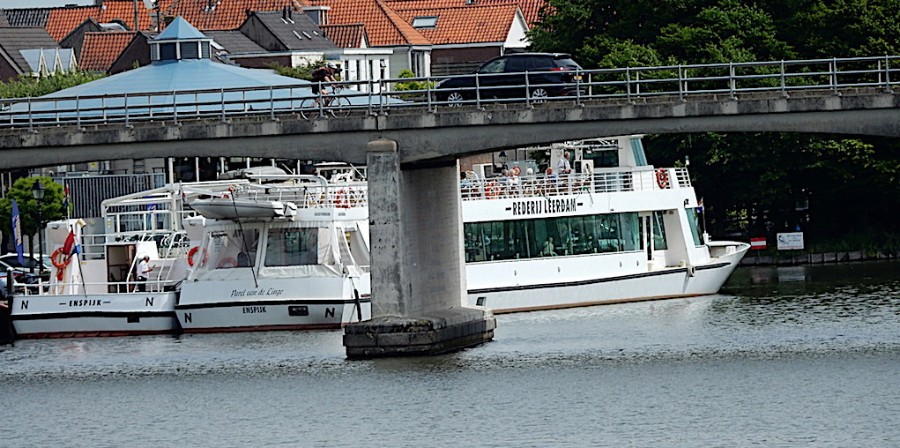 - REDERIJ LEERDAM -
- ENSPIJK -
Parel van de Linge
ENSPIJK
N
N
N
N